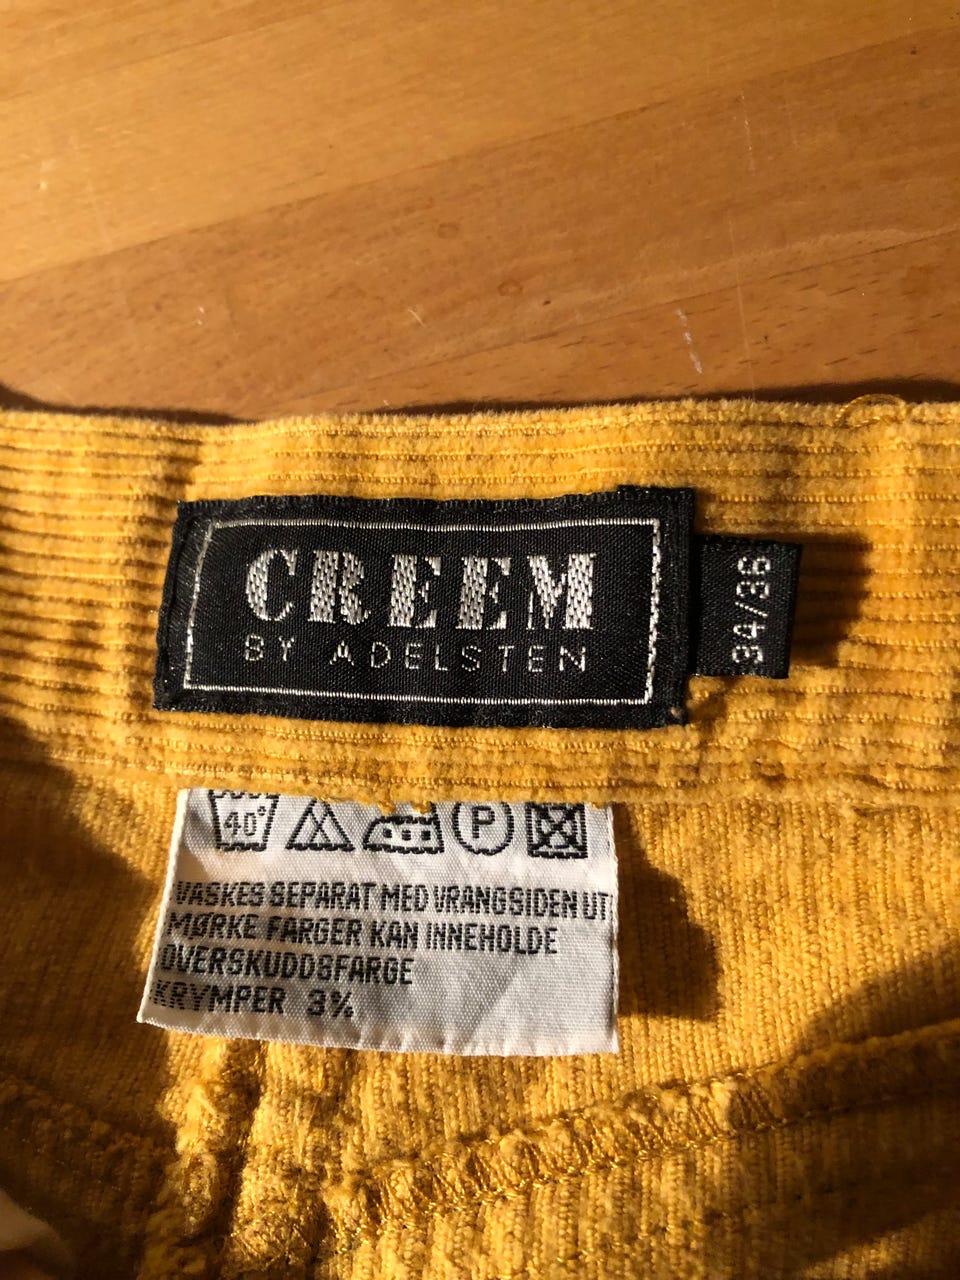 CREEM
BY ADELSTEN
34/36
40°
P
.VASKES SEPARAT MED VRANGSIDEN UT
MØRKE FARGER KAN INNEHOLDE
OVERSKUDDSFARGE
.KRYMPER 3%